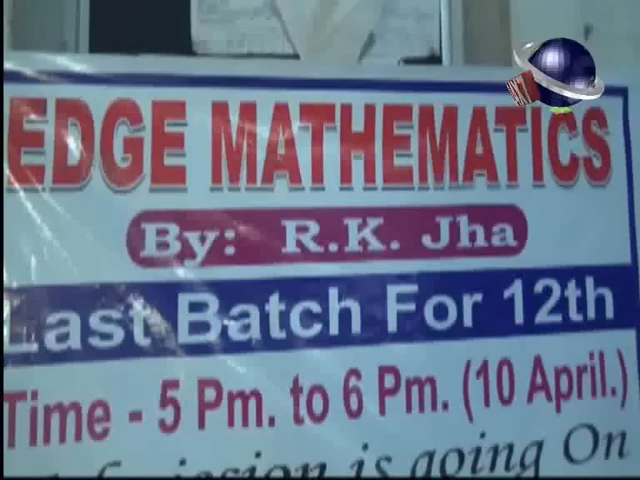 EDGE MATHEMATICS
By: R.K. Jha
Last Batch For 12th
Time - 5 Pm. to 6 Pm. (10 April.)
is going On